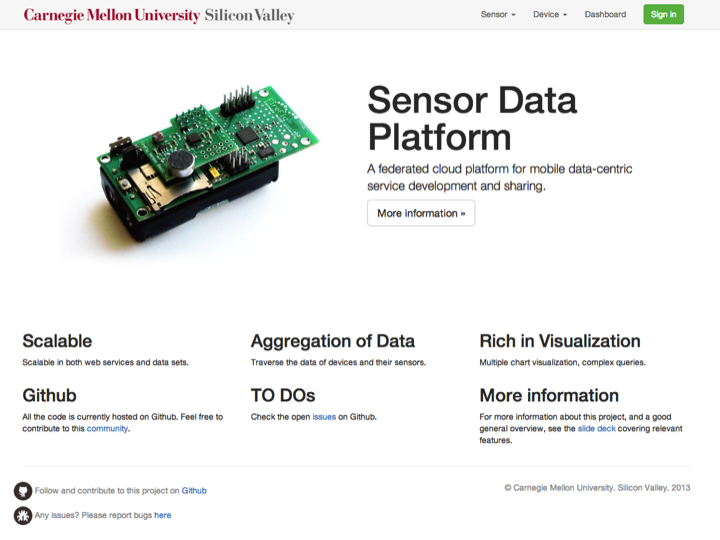 Carnegie Mellon University Silicon Valley
Sensor Device Dashboard Sign in
Sensor Data
Platform
A federated cloud platform for mobile data-centric
service development and sharing.
More information »
Scalable
Scalable in both web services and data sets.
Aggregation of Data
Traverse the data of devices and their sensors.
Rich in Visualization
Multiple chart visualization, complex queries.
Github
All the code is currently hosted on Github. Feel free to
contribute to this community.
TO DOs
Check the open issues on Github.
More information
For more information about this project, and a good
general overview, see the slide deck covering relevant
features.
Follow and contribute to this project on Github
© Carnegie Mellon University. Silicon Valley. 2013
Any issues? Please report bugs here